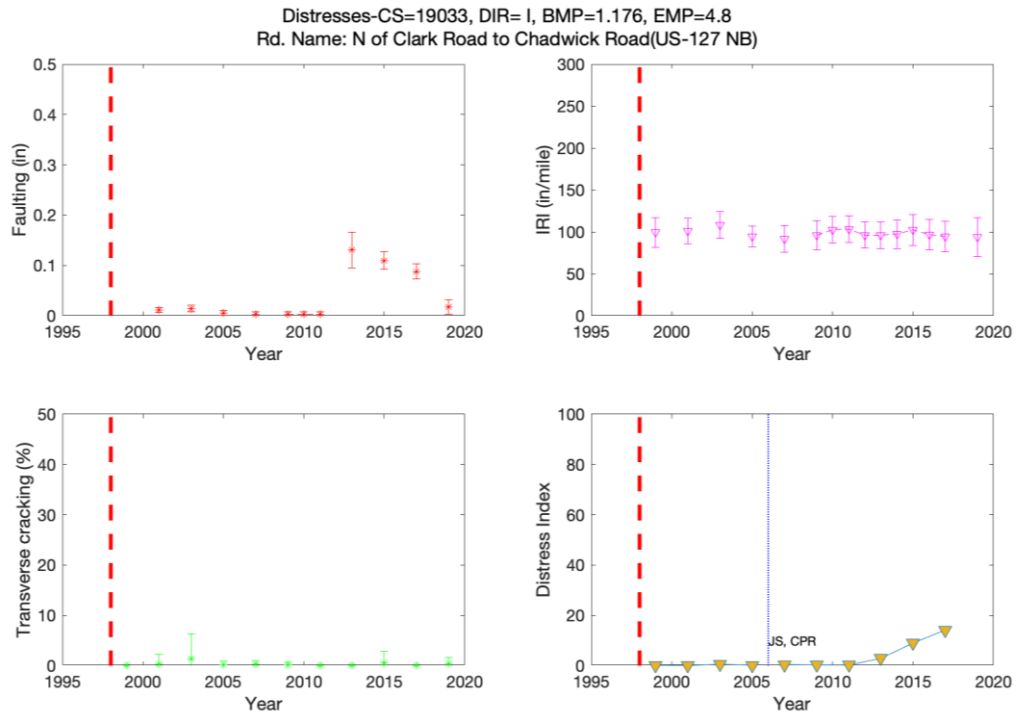 Distresses-CS=19033, DIR= I, BMP=1.176, EMP=4.8
Rd. Name: N of Clark Road to Chadwick Road(US-127 NB)
0.5
0.4
0.3
0.2
0.1
0
Faulting (in)
1995 2000 2005 2010 2015 2020
Year
300
250
200
150
100
50
0
IRI (in/mile)
1995 2000 2005 2010 2015 2020
Year
50
40
30
20
10
0
Transverse cracking (%)
1995 2000 2005 2010 2015 2020
Year
100
80
60
40
20
0
Distress Index
JS, CPR
1995 2000 2005 2010 2015 2020
Year